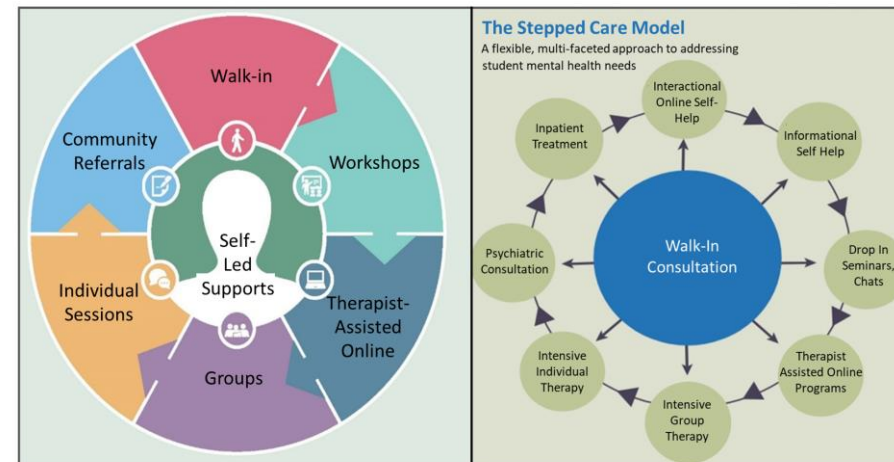 Walk-in
Community
Referrals
Workshops
Self-
Led
Supports
Individual
Sessions
Therapist-
Assisted
Online
Groups
The Stepped Care Model
A flexible, multi-faceted approach to addressing
student mental health needs
Interactional
Online Self-
Help
Inpatient
Treatment
Informational
Self Help
Walk-In
Consultation
Psychiatric
Consultation
Drop In
Seminars,
Chats
Intensive
Individual
Therapy
Therapist
Assisted Online
Programs
Intensive
Group
Therapy